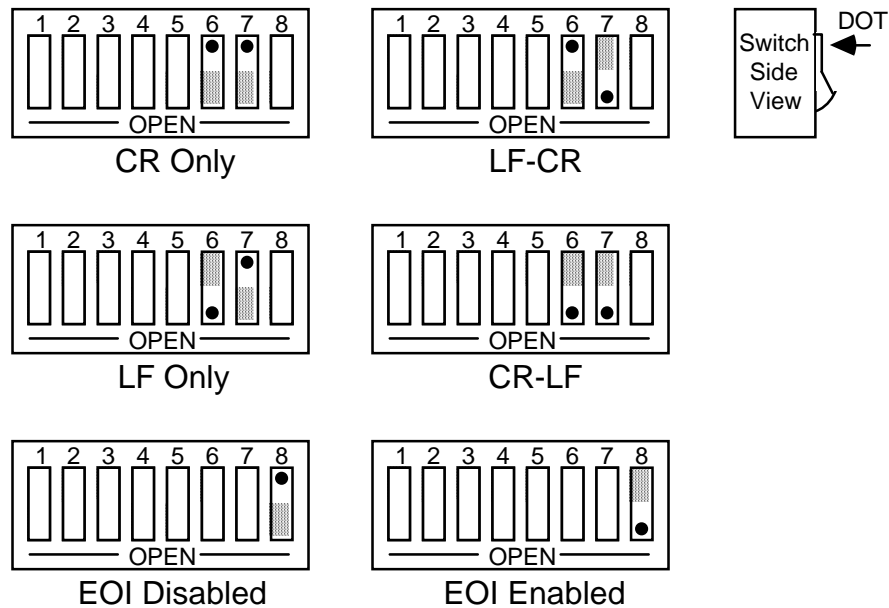 1 2 3 4 5 6 7 8
OPEN
CR Only
1 2 3 4 5 6 7 8
OPEN
LF-CR
Switch
Side
View
DOT
1 2 3 4 5 6 7 8
OPEN
LF Only
1 2 3 4 5 6 7 8
OPEN
CR-LF
1 2 3 4 5 6 7 8
OPEN
EOI Disabled
1 2 3 4 5 6 7 8
OPEN
EOI Enabled